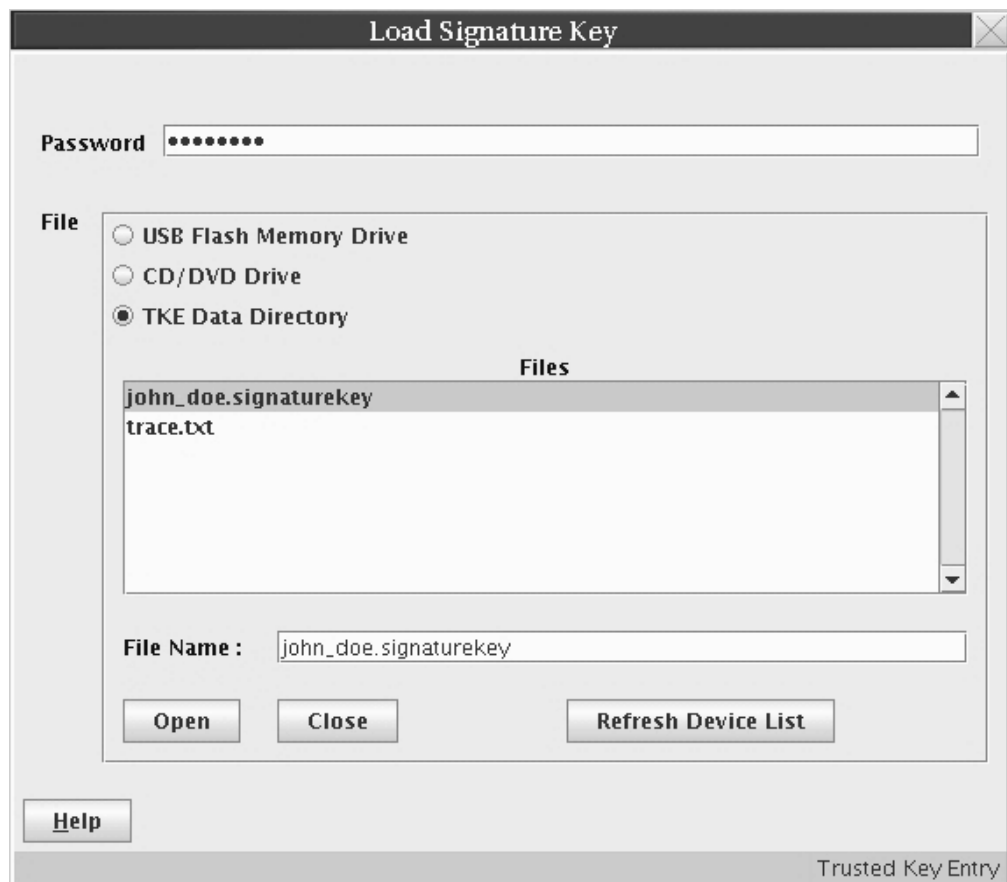 Load Signature Key
Password ••••••••
File
USB Flash Memory Drive
CD/DVD Drive
TKE Data Directory
Files
john_doe.signaturekey
trace.txt
File Name : john_doe.signaturekey
Open Close Refresh Device List
Help
Trusted Key Entry